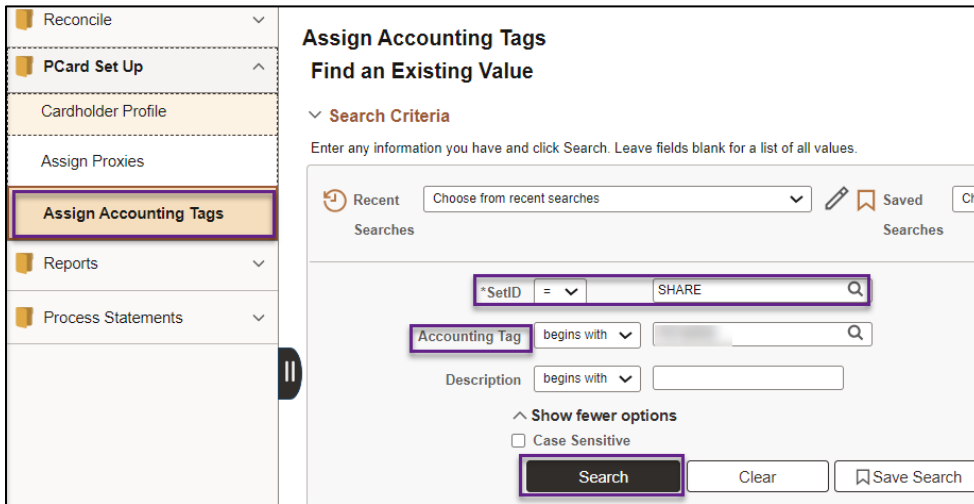 Reconcile
PCard Set Up
Cardholder Profile
Assign Proxies
Assign Accounting Tags
Reports
Process Statements
Assign Accounting Tags
Find an Existing Value
Search Criteria
Enter any information you have and click Search. Leave fields blank for a list of all values.
Recent Searches
Choose from recent searches
Saved Searches
Ch
*SetID = SHARE
Accounting Tag begins with
Description begins with
Show fewer options
Case Sensitive
Search Clear Save Search